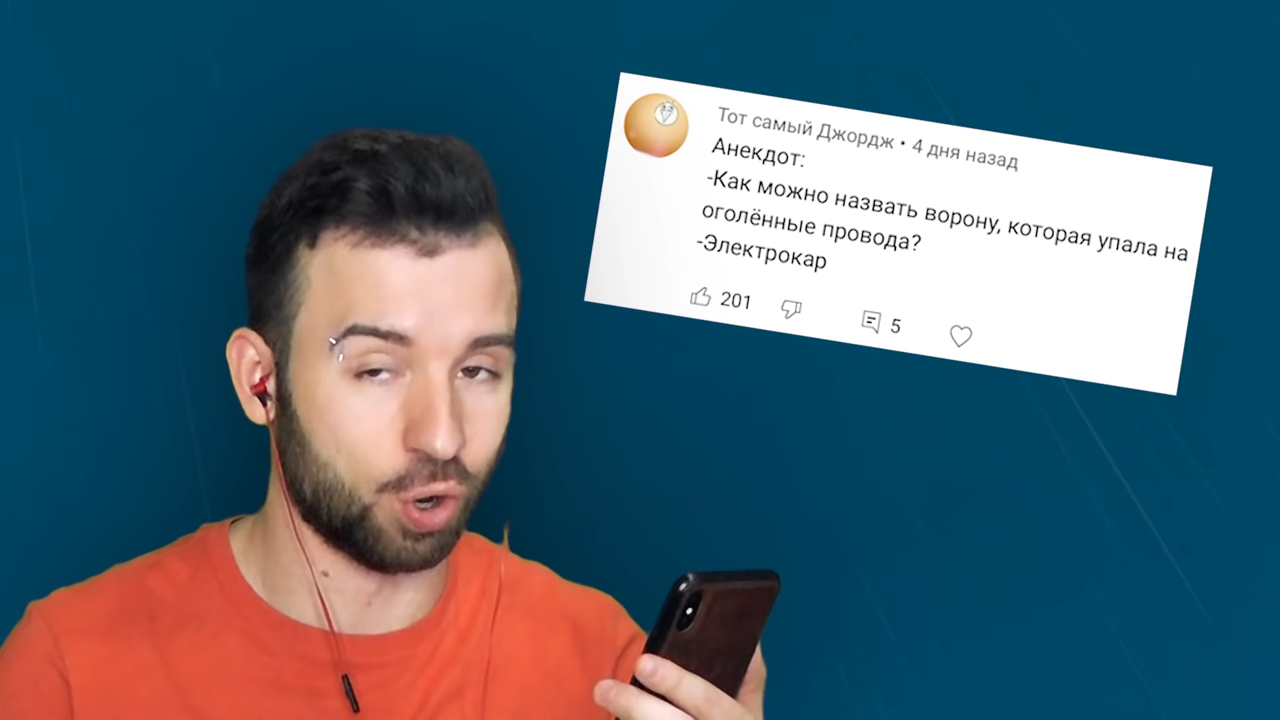 Тот самый Джордж • 4 дня назад
Анекдот:
-Как можно назвать ворону, которая упала на
оголённые провода?
-Электрокар
201
5